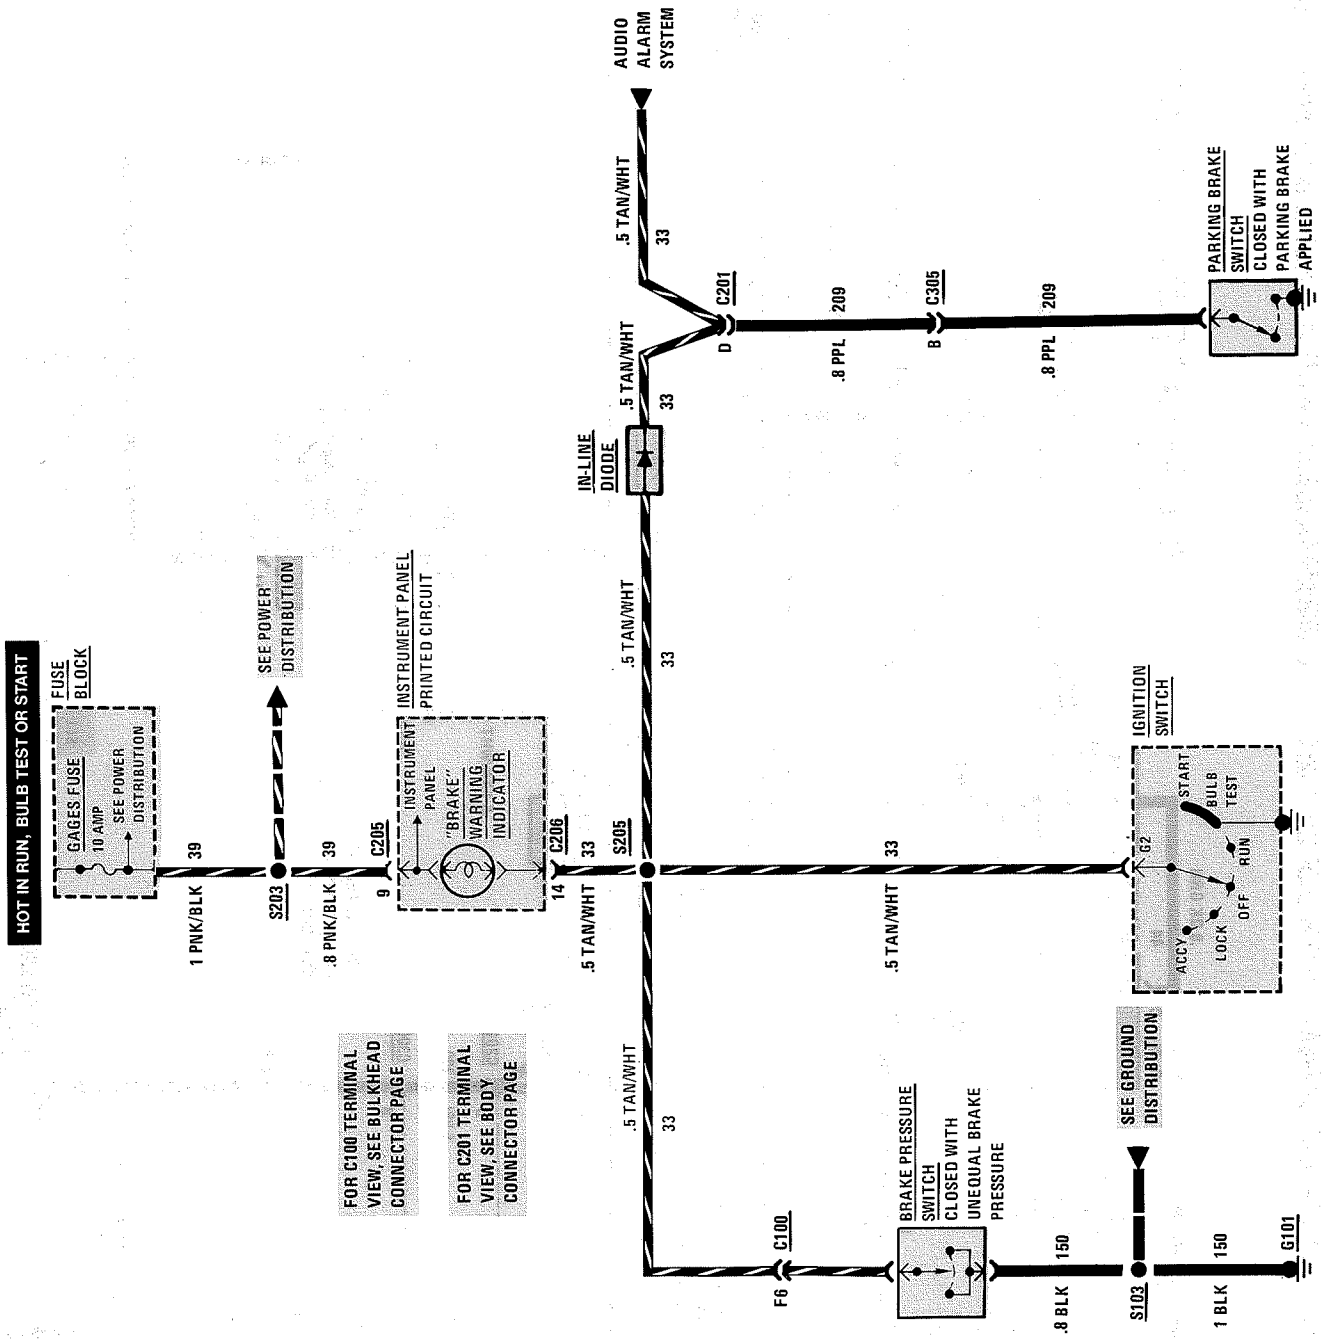 HOT IN RUN, BULB TEST OR START
FUSE
BLOCK
GAGES FUSE
10 AMP
SEE POWER
DISTRIBUTION
1 PNK/BLK
39
S203
SEE POWER
DISTRIBUTION
.8 PNK/BLK
39
9
C205
INSTRUMENT PANEL
PRINTED CIRCUIT
INSTRUMENT
PANEL
"BRAKE"
WARNING
INDICATOR
14
C206
.5 TAN/WHT
33
S205
FOR C100 TERMINAL
VIEW, SEE BULKHEAD
CONNECTOR PAGE
FOR C201 TERMINAL
VIEW, SEE BODY
CONNECTOR PAGE
.5 TAN/WHT
33
.5 TAN/WHT
33
IN-LINE
DIODE
.5 TAN/WHT
33
.5 TAN/WHT
33
AUDIO
ALARM
SYSTEM
D
C201
.8 PPL
209
B
C305
.8 PPL
209
PARKING BRAKE
SWITCH
CLOSED WITH
PARKING BRAKE
APPLIED
.5 TAN/WHT
33
IGNITION
SWITCH
G2
ACCY
LOCK
OFF
RUN
BULB
TEST
START
F6
C100
BRAKE PRESSURE
SWITCH
CLOSED WITH
UNEQUAL BRAKE
PRESSURE
.8 BLK
150
S103
SEE GROUND
DISTRIBUTION
1 BLK
150
G101